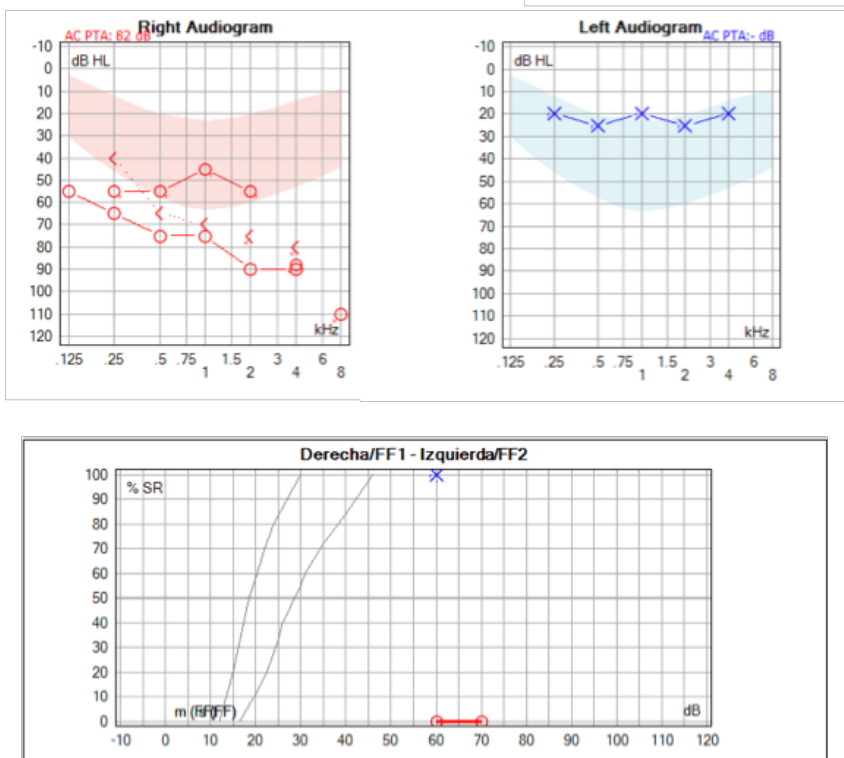 Right Audiogram
AC PTA: 82 dB
dB HL
-10
0
10
20
30
40
50
60
70
80
90
100
110
120
kHz
.125 .25 .5 .75 1 1.5 2 3 4 6 8
Left Audiogram
AC PTA:- dB
dB HL
-10
0
10
20
30
40
50
60
70
80
90
100
110
120
kHz
.125 .25 .5 .75 1 1.5 2 3 4 6 8
Derecha/FF1 - Izquierda/FF2
% SR
100
90
80
70
60
50
40
30
20
10
0
dB
-10 0 10 20 30 40 50 60 70 80 90 100 110 120